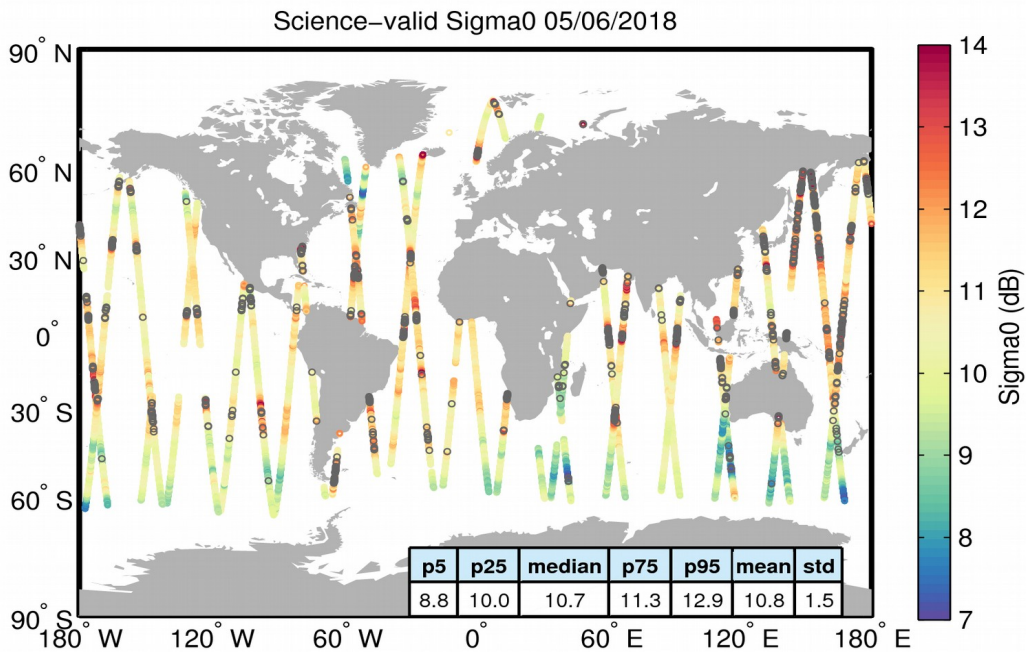 Science−valid Sigma0 05/06/2018
90° N
60° N
30° N
0°
30° S
60° S
90° S
180° W
120° W
60° W
0°
60° E
120° E
180° E
p5 p25 median p75 p95 mean std
8.8 10.0 10.7 11.3 12.9 10.8 1.5
14
13
12
11
10
9
8
7
Sigma0 (dB)